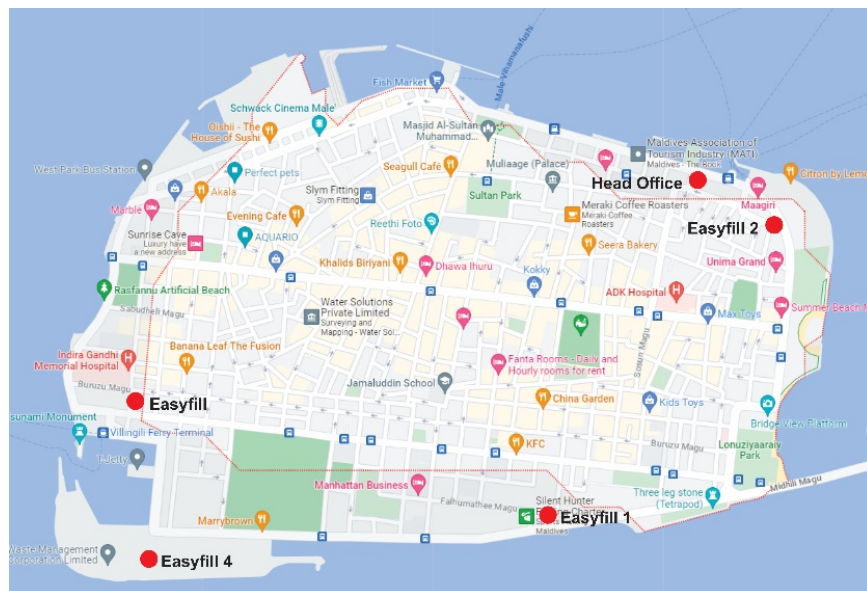 Fish Market
Male-Vilimanafushi
Schwack Cinema Male'
Oishii - The
House of Sushi
Masjid Al-Sultan
Muhammad...
Maldives Association of
Tourism Industry (MATI)
Maldives - The Book
West Park Bus Station
Perfect pets
Seagull Cafe
Muliaage (Palace)
Head Office
Citron by Leme
Akala
Slym Fitting
Slym Fitting
Sultan Park
Maagiri
Marble
Evening Cafe
Reethi Foto
Meraki Coffee
Roasters
Meraki Coffee
Roasters
Easyfill 2
Sunrise Cave
Luxury have
a new address
AQUARIO
Seera Bakery
Khalids Biriyani
Dhawa Ihuru
Kokky
Unima Grand
Rasfannu Artificial Beach
ADK Hospital
Sabudheli Magu
Water Solutions
Private Limited
Surveying and
Mapping - Water Sol...
Max Toys
Summer Beach M
Indira Gandhi
Memorial Hospital
Banana Leaf The Fusion
Fanta Rooms - Daily and
Hourly rooms for rent
Sosun Magu
Buruzu Magu
Jamaluddin School
Easyfill
China Garden
Kids Toys
sunami Monument
Villingili Ferry Terminal
Bridge View Platform
KFC
Buruzu Magu
Lonuziyaaraiy
Park
T-Jetty
Manhattan Business
Midhili Magu
Falhumathee Magu
Silent Hunter
Three leg stone
(Tetrapod)
Marrybrown
Easyfill 1
Maldives
Waste Management
Corporation Limited
Easyfill 4